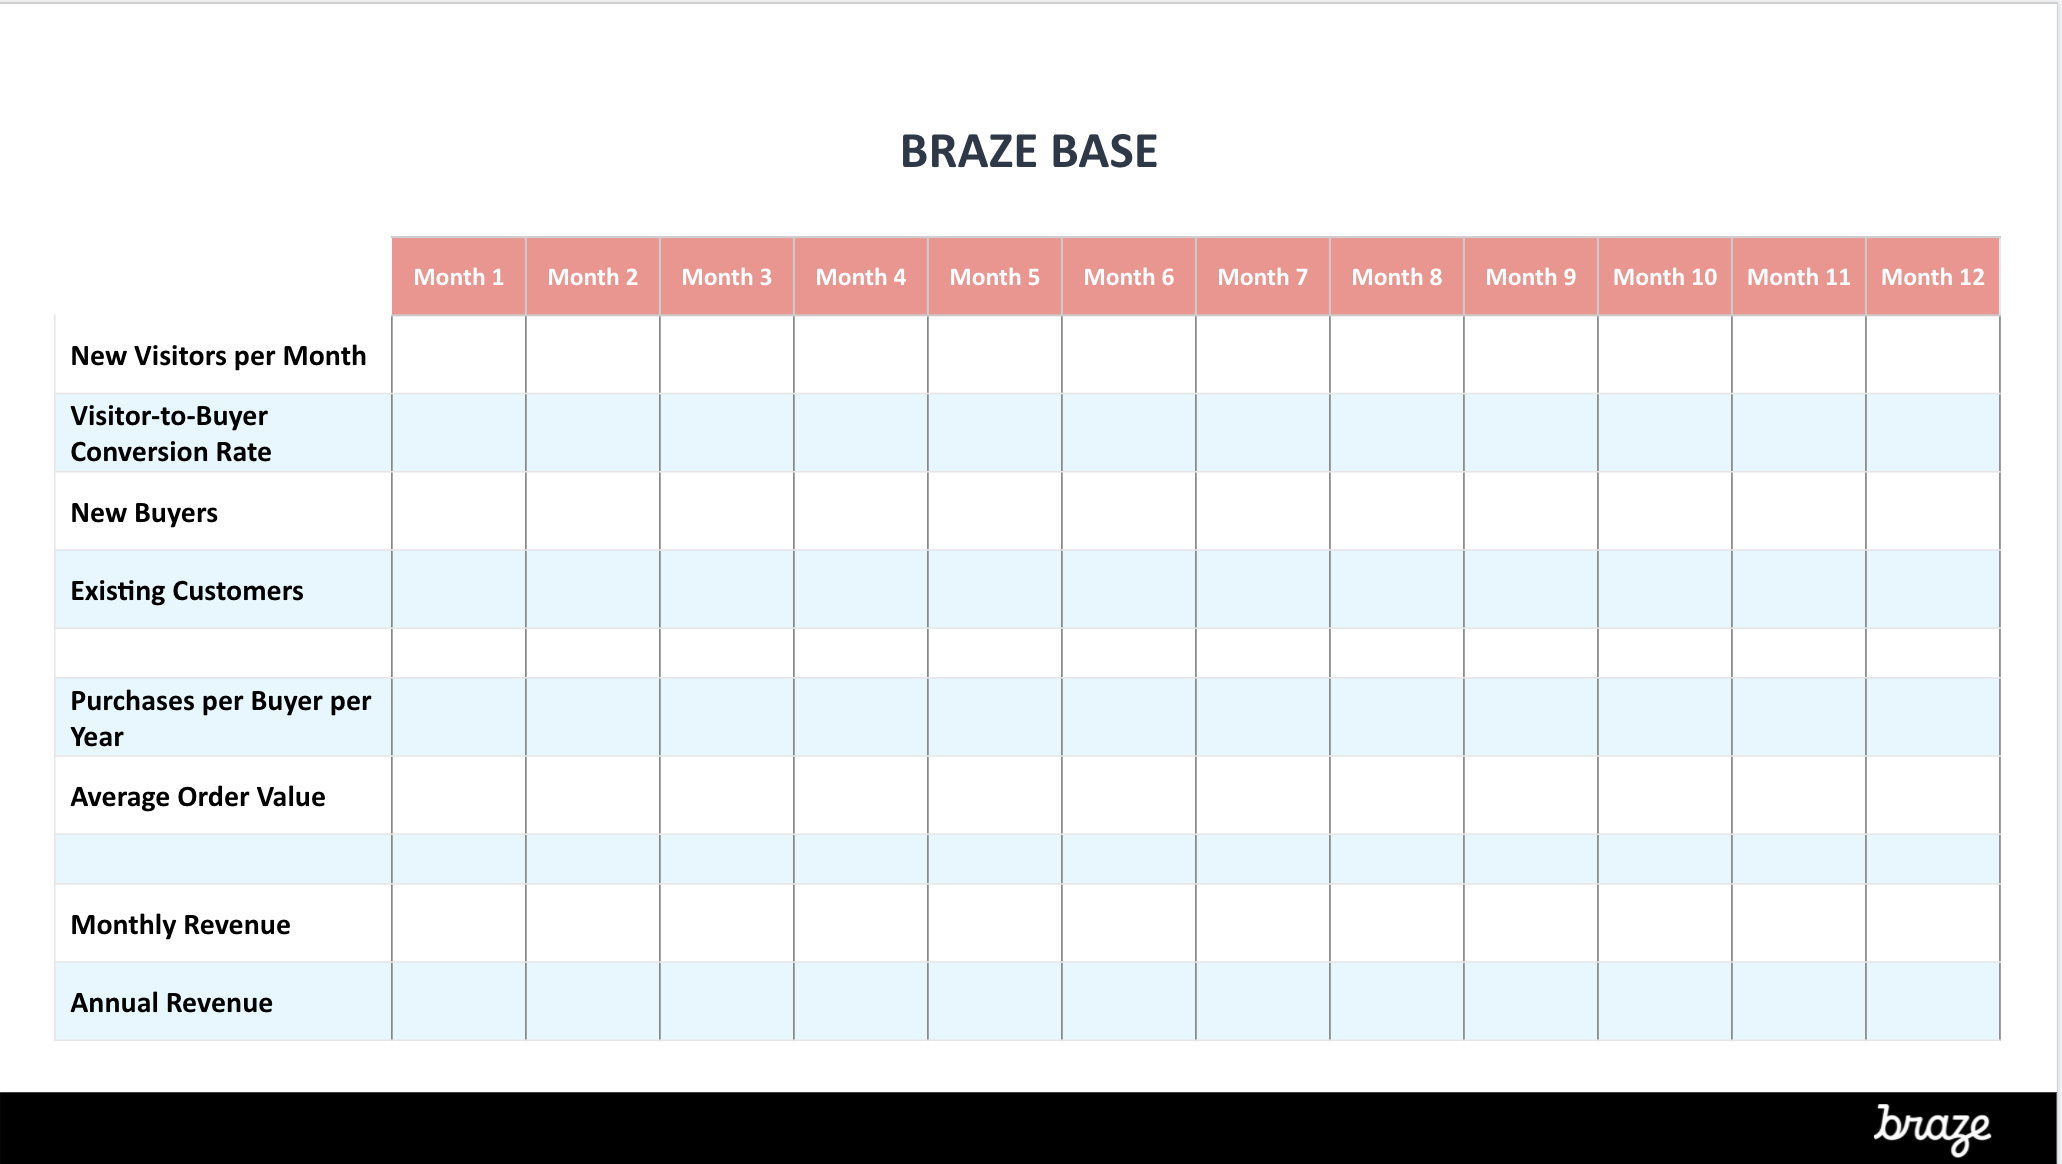 BRAZE BASE
Month 1 Month 2 Month 3 Month 4 Month 5 Month 6 Month 7 Month 8 Month 9 Month 10 Month 11 Month 12
New Visitors per Month
Visitor-to-Buyer
Conversion Rate
New Buyers
Existing Customers
Purchases per Buyer per
Year
Average Order Value
Monthly Revenue
Annual Revenue
braze